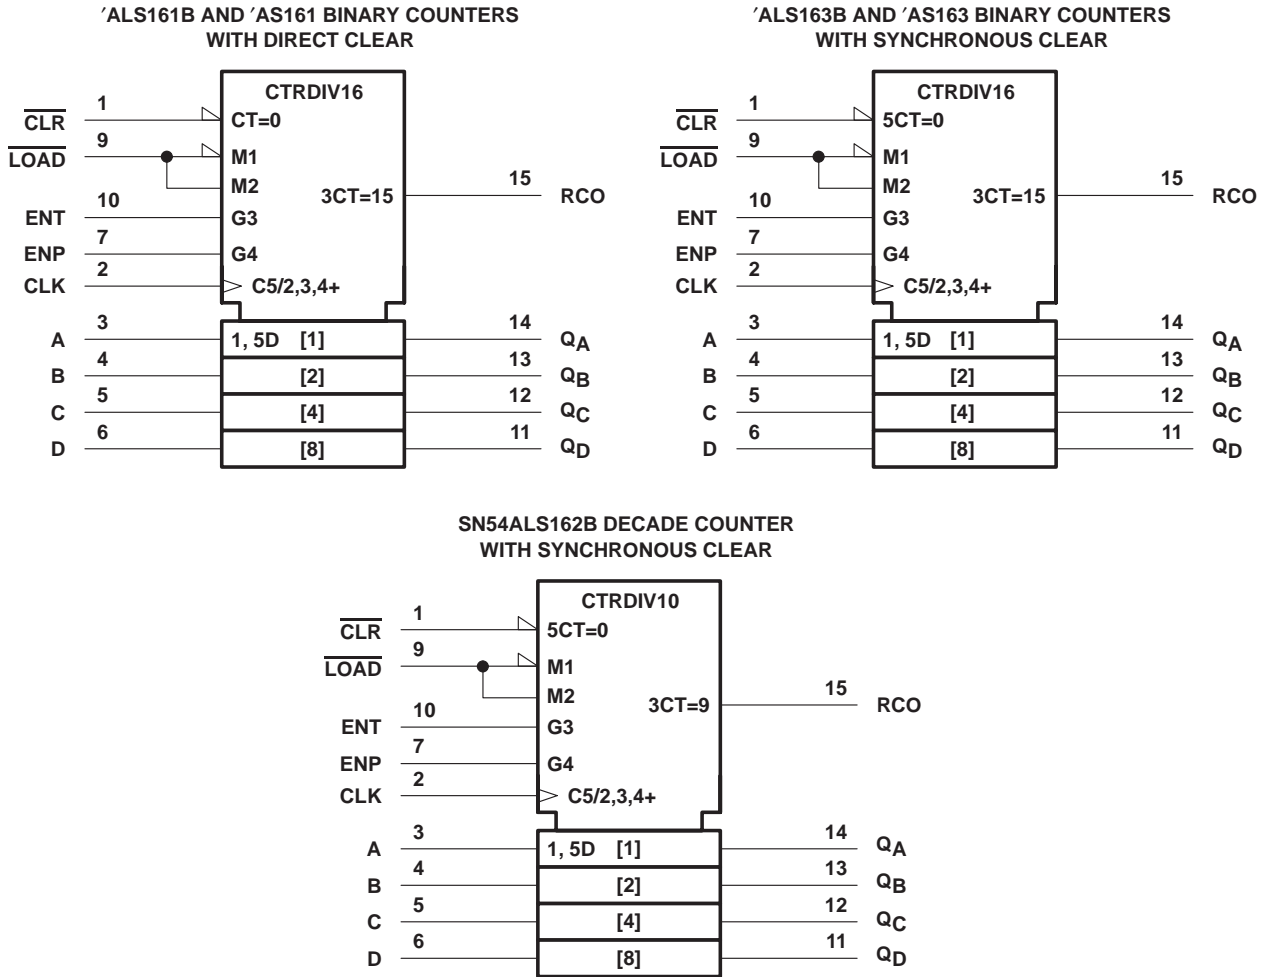 ′ALS161B AND ′AS161 BINARY COUNTERS
WITH DIRECT CLEAR
CTRDIV16
CLR 1 CT=0
LOAD 9 M1
M2
3CT=15 15 RCO
ENT 10 G3
ENP 7 G4
CLK 2 C5/2,3,4+
A 3 1, 5D [1] 14 QA
B 4 [2] 13 QB
C 5 [4] 12 QC
D 6 [8] 11 QD
′ALS163B AND ′AS163 BINARY COUNTERS
WITH SYNCHRONOUS CLEAR
CTRDIV16
CLR 1 5CT=0
LOAD 9 M1
M2
3CT=15 15 RCO
ENT 10 G3
ENP 7 G4
CLK 2 C5/2,3,4+
A 3 1, 5D [1] 14 QA
B 4 [2] 13 QB
C 5 [4] 12 QC
D 6 [8] 11 QD
SN54ALS162B DECADE COUNTER
WITH SYNCHRONOUS CLEAR
CTRDIV10
CLR 1 5CT=0
LOAD 9 M1
M2
3CT=9 15 RCO
ENT 10 G3
ENP 7 G4
CLK 2 C5/2,3,4+
A 3 1, 5D [1] 14 QA
B 4 [2] 13 QB
C 5 [4] 12 QC
D 6 [8] 11 QD